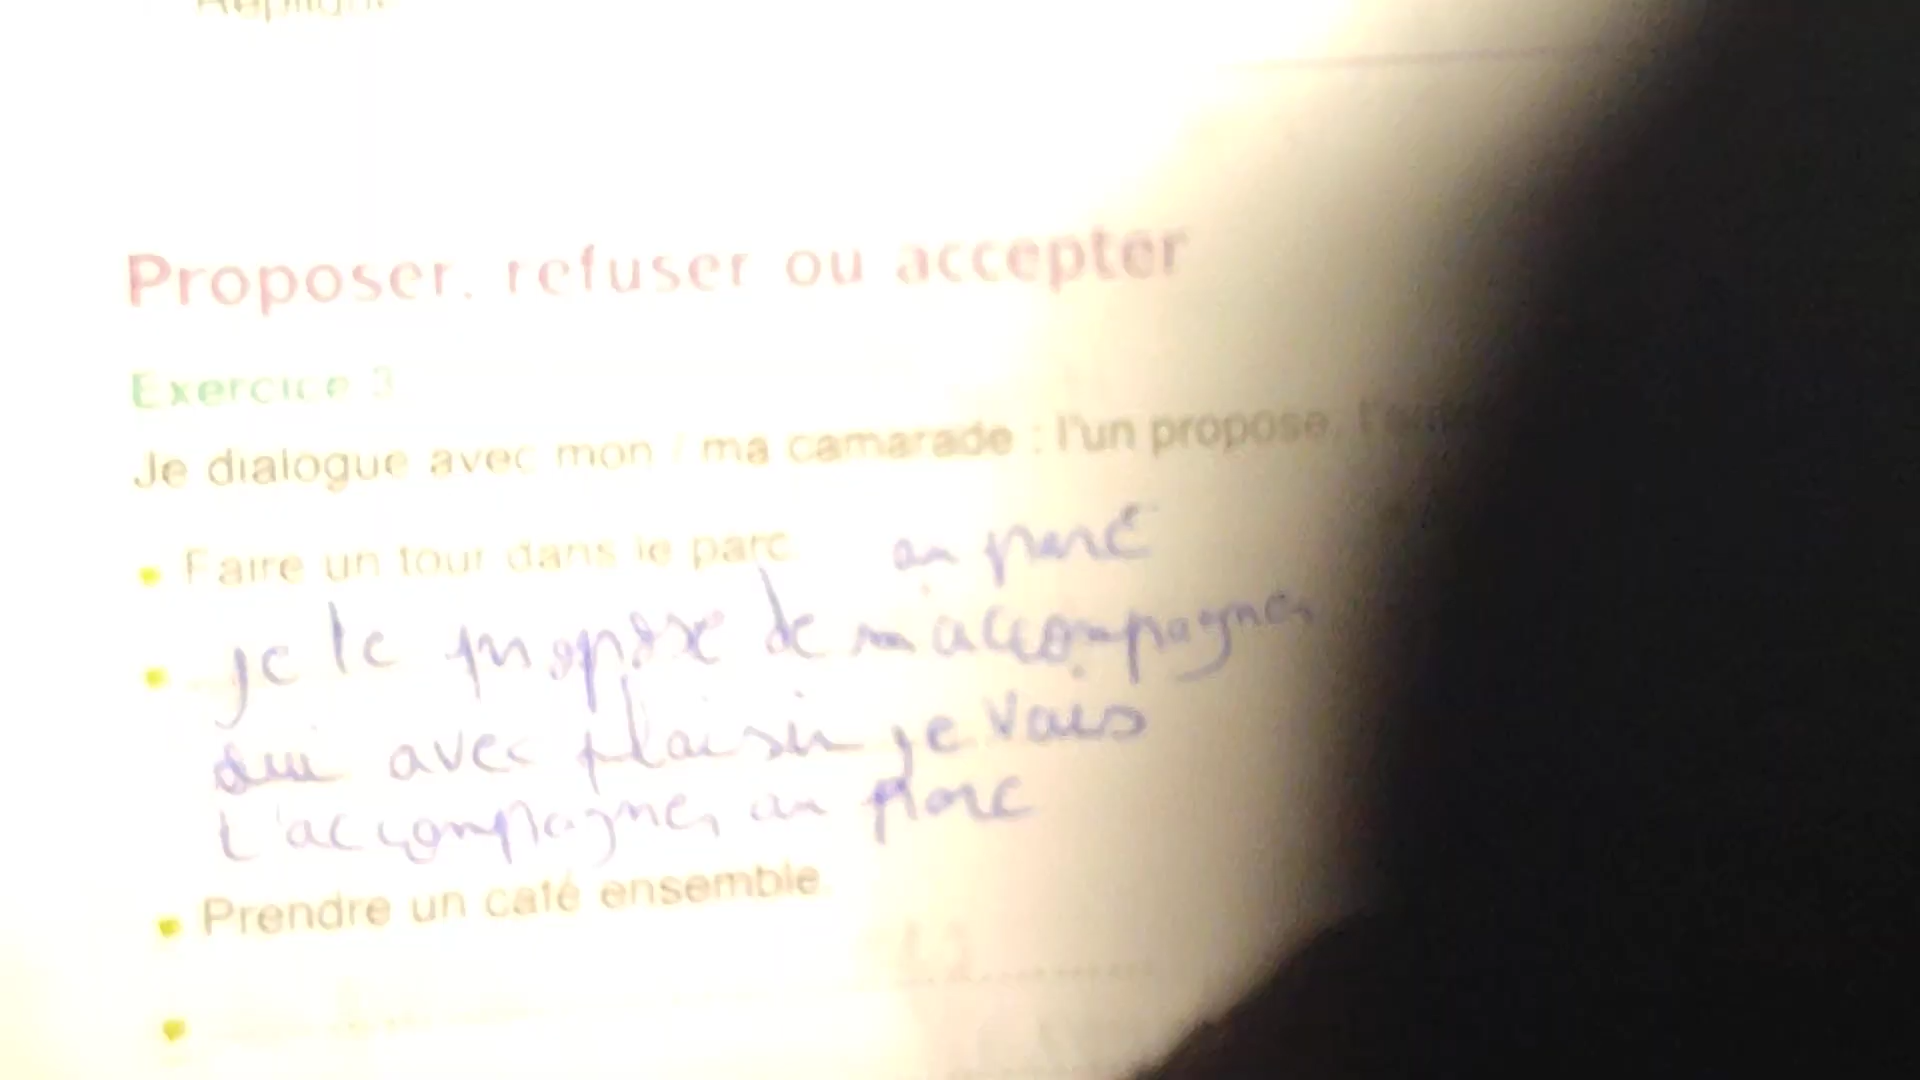 Proposer, refuser ou accepter
Exercice 3
Je dialogue avec mon / ma camarade : l'un propose,
Faire un tour dans le parc
au parc
je te propose de m'accompagner
oui avec plaisir je vais
t'accompagner au parc
Prendre un café ensemble